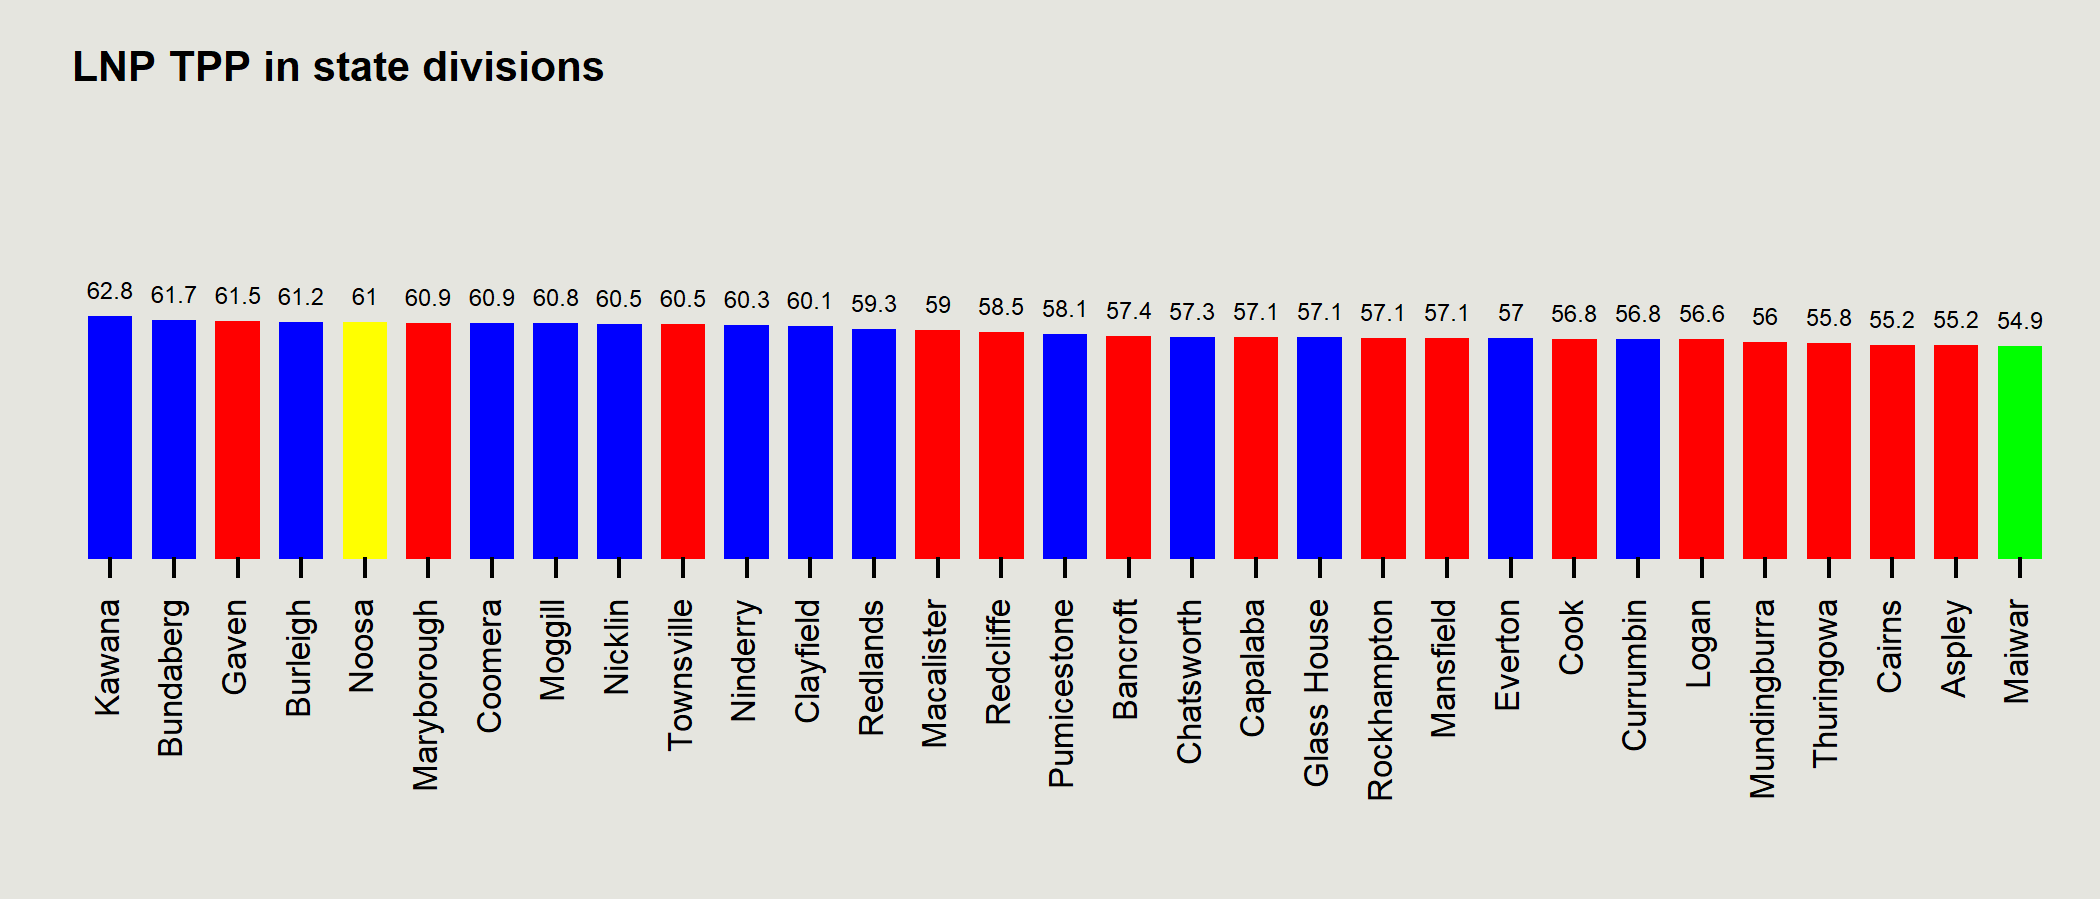 LNP TPP in state divisions
62.8 61.7 61.5 61.2 61 60.9 60.9 60.8 60.5 60.5 60.3 60.1 59.3 59 58.5 58.1 57.4 57.3 57.1 57.1 57.1 57.1 57 56.8 56.8 56.6 56 55.8 55.2 55.2 54.9
Kawana
Bundaberg
Gaven
Burleigh
Noosa
Maryborough
Coomera
Moggill
Nicklin
Townsville
Ninderry
Clayfield
Redlands
Macalister
Redcliffe
Pumicestone
Bancroft
Chatsworth
Capalaba
Glass House
Rockhampton
Mansfield
Everton
Cook
Currumbin
Logan
Mundingburra
Thuringowa
Cairns
Aspley
Maiwar